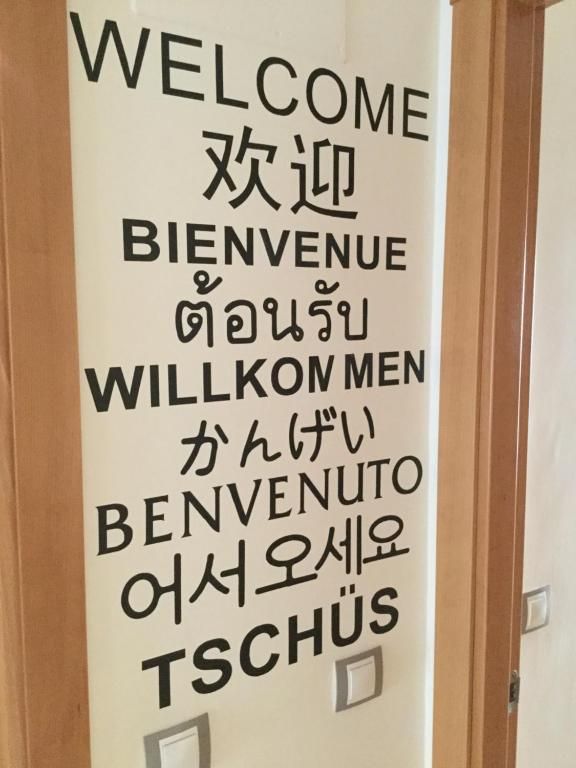 WELCOME
欢迎
BIENVENUE
ต้อนรับ
WILLKOMMEN
かんげい
BENVENUTO
어서오세요
TSCHÜS